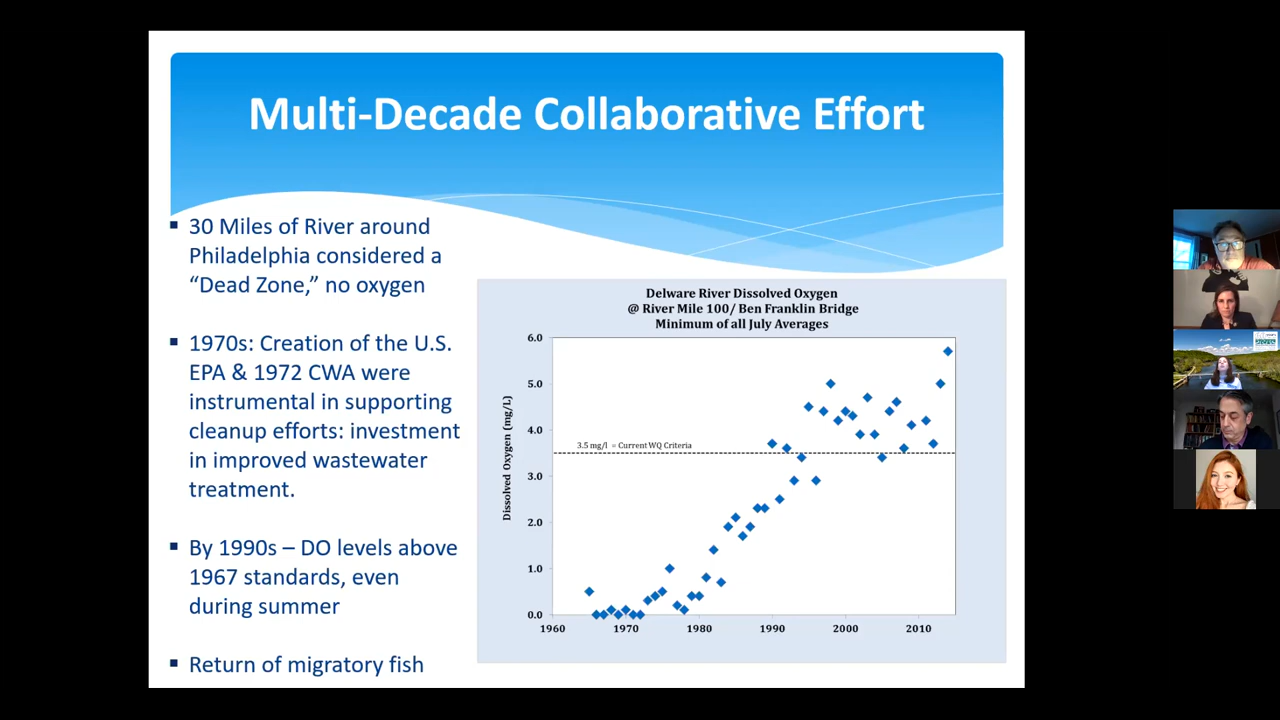 Multi-Decade Collaborative Effort
▪ 30 Miles of River around
Philadelphia considered a
“Dead Zone,” no oxygen
▪ 1970s: Creation of the U.S.
EPA & 1972 CWA were
instrumental in supporting
cleanup efforts: investment
in improved wastewater
treatment.
▪ By 1990s – DO levels above
1967 standards, even
during summer
▪ Return of migratory fish
Delware River Dissolved Oxygen
@ River Mile 100/ Ben Franklin Bridge
Minimum of all July Averages
Dissolved Oxygen (mg/L)
6.0
5.0
4.0
3.5 mg/l = Current WQ Criteria
3.0
2.0
1.0
0.0
1960 1970 1980 1990 2000 2010